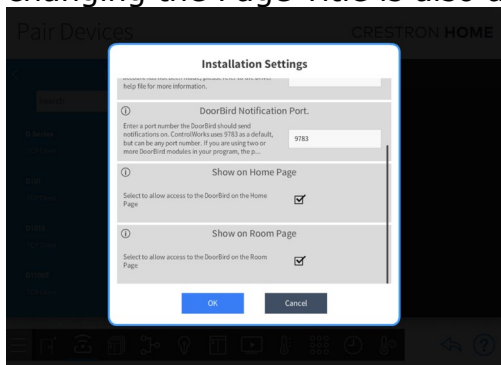 changing the Page Title is also a
Pair Devices
CRESTRON HOME
Installation Settings
help file for more information.
DoorBird Notification Port.
Enter a port number the DoorBird should send
notifications on. ControlWorks uses 9783 as a default,
but can be any port number. If you are using two or
more DoorBird modules in your program, the p...
9783
Show on Home Page
Select to allow access to the DoorBird on the Home
Page
Show on Room Page
Select to allow access to the DoorBird on the Room
Page
OK
Cancel